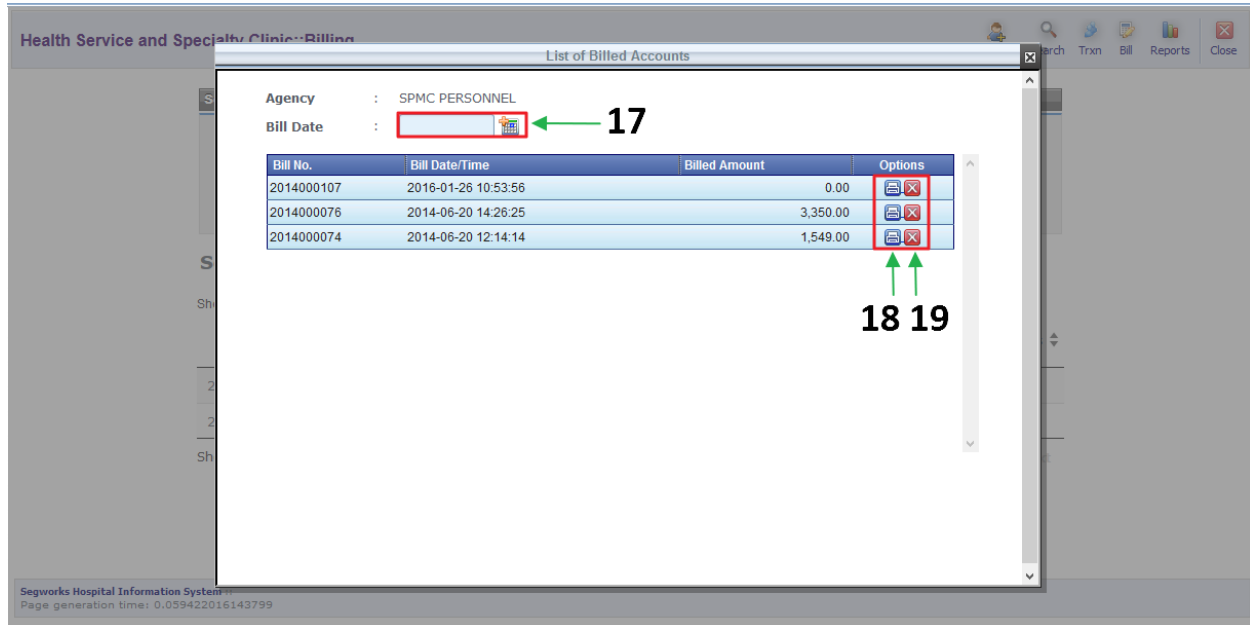 Health Service and Specialty Clinic::Billing
Trxn Bill Reports Close
List of Billed Accounts
Agency : SPMC PERSONNEL
Bill Date : 17
Bill No. Bill Date/Time Billed Amount Options
2014000107 2016-01-26 10:53:56 0.00
2014000076 2014-06-20 14:26:25 3,350.00
2014000074 2014-06-20 12:14:14 1,549.00
18 19
Segworks Hospital Information System
Page generation time: 0.059422016143799